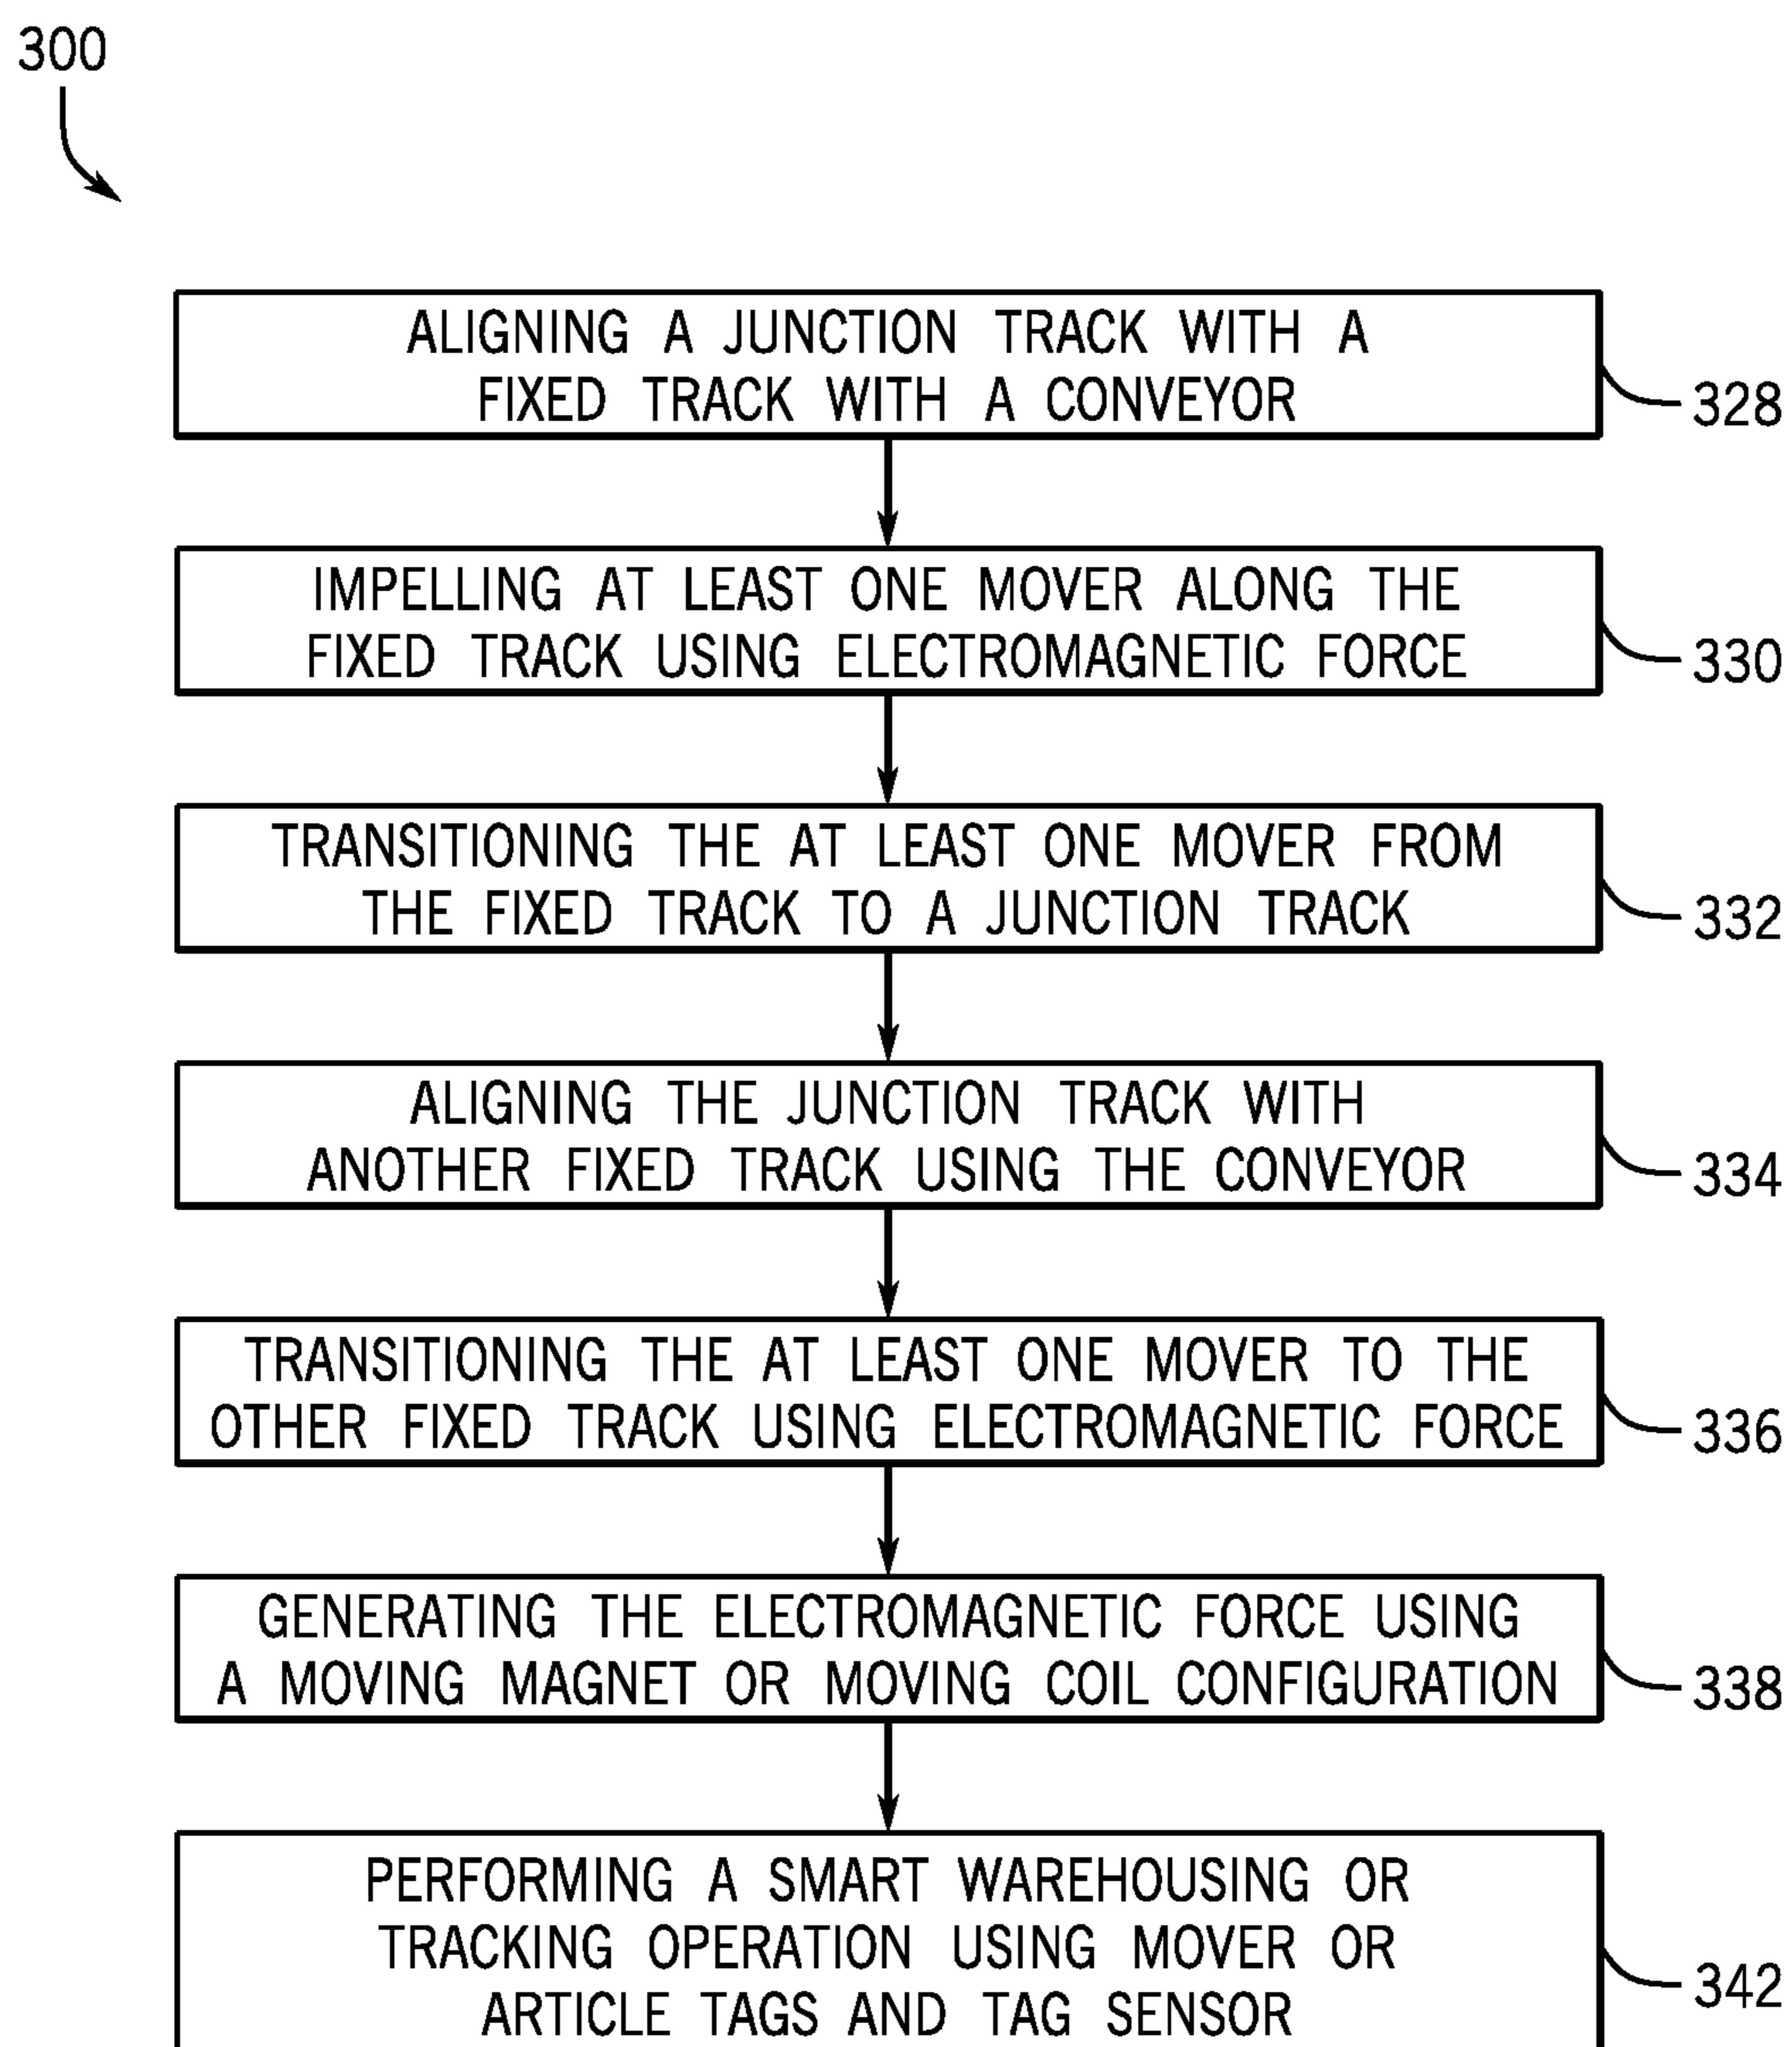 300
ALIGNING A JUNCTION TRACK WITH A
FIXED TRACK WITH A CONVEYOR
328
IMPELLING AT LEAST ONE MOVER ALONG THE
FIXED TRACK USING ELECTROMAGNETIC FORCE
330
TRANSITIONING THE AT LEAST ONE MOVER FROM
THE FIXED TRACK TO A JUNCTION TRACK
332
ALIGNING THE JUNCTION TRACK WITH
ANOTHER FIXED TRACK USING THE CONVEYOR
334
TRANSITIONING THE AT LEAST ONE MOVER TO THE
OTHER FIXED TRACK USING ELECTROMAGNETIC FORCE
336
GENERATING THE ELECTROMAGNETIC FORCE USING
A MOVING MAGNET OR MOVING COIL CONFIGURATION
338
PERFORMING A SMART WAREHOUSING OR
TRACKING OPERATION USING MOVER OR
ARTICLE TAGS AND TAG SENSOR
342